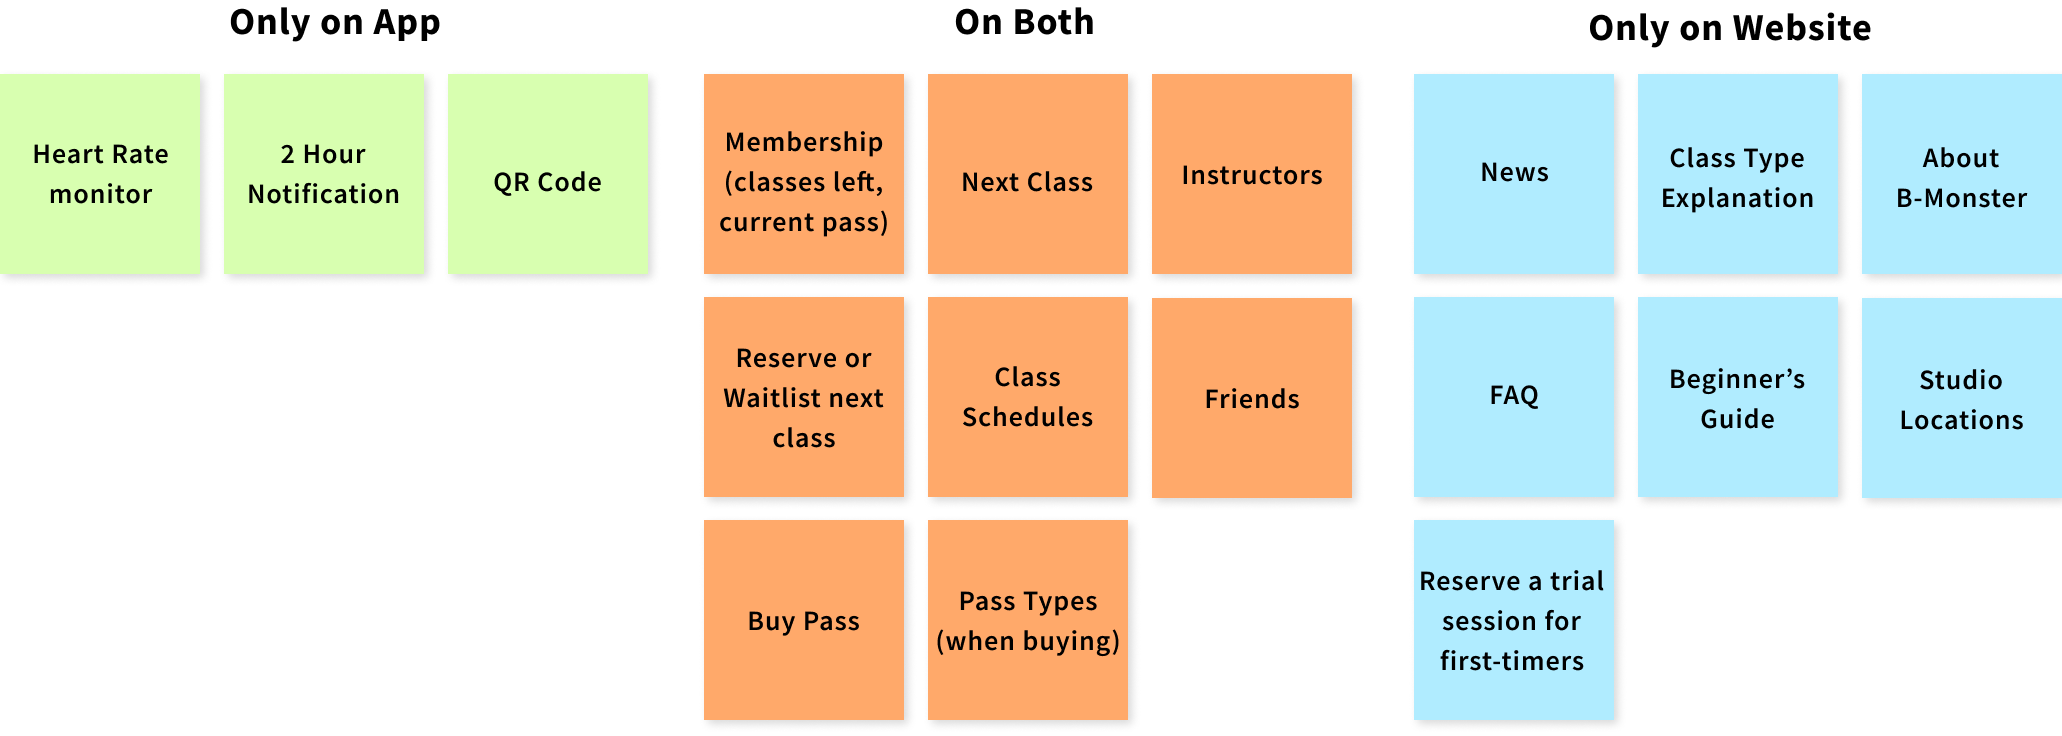 Only on App
Heart Rate
monitor
2 Hour
Notification
QR Code
On Both
Membership
(classes left,
current pass)
Next Class
Instructors
Reserve or
Waitlist next
class
Class
Schedules
Friends
Buy Pass
Pass Types
(when buying)
Only on Website
News
Class Type
Explanation
About
B-Monster
FAQ
Beginner’s
Guide
Studio
Locations
Reserve a trial
session for
first-timers